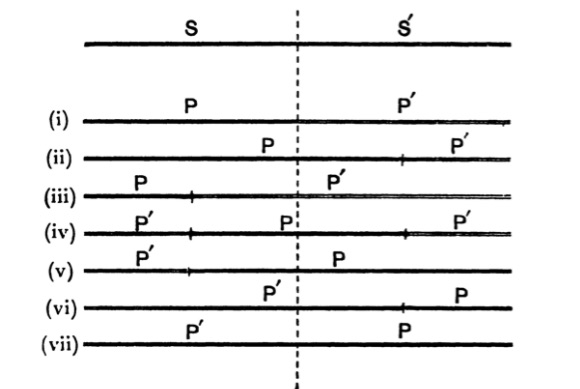 S S′
(i) P P′
(ii) P P′
(iii) P P′
(iv) P′ P P′
(v) P′ P
(vi) P′ P
(vii) P′ P